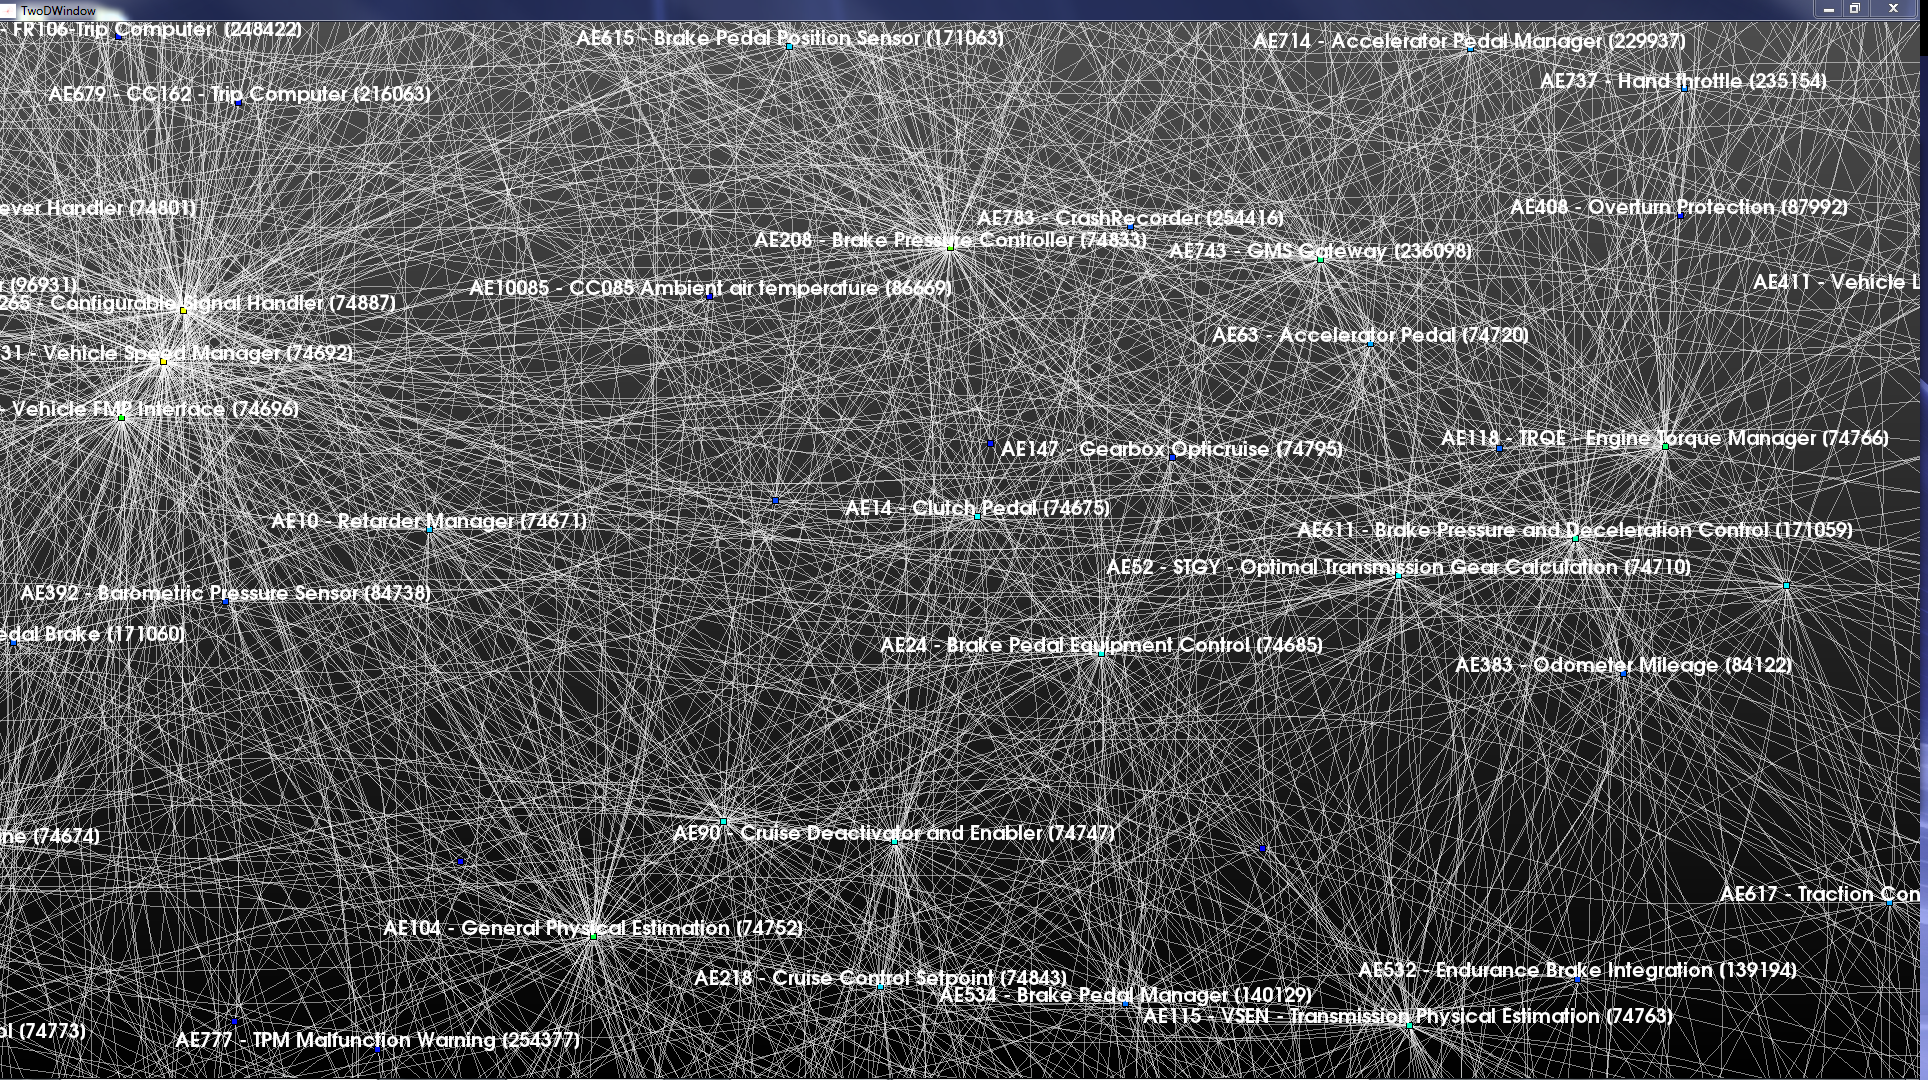 TwoDWindow
- FR106-Trip Computer (248422)
AE615 - Brake Pedal Position Sensor (171063)
AE714 - Accelerator Pedal Manager (229937)
AE737 - Hand throttle (235154)
AE679 - CC162 - Trip Computer (216063)
ever Handler (74801)
AE783 - CrashRecorder (254416)
AE408 - Overturn Protection (87992)
AE208 - Brake Pressure Controller (74833)
AE743 - GMS Gateway (236098)
r (96931)
AE10085 - CC085 Ambient air temperature (86669)
AE411 - Vehicle L
265 - Configurable Signal Handler (74887)
AE63 - Accelerator Pedal (74720)
31 - Vehicle Speed Manager (74692)
- Vehicle FMP Interface (74696)
AE147 - Gearbox Opticruise (74795)
AE118 - TRQE - Engine Torque Manager (74766)
AE14 - Clutch Pedal (74675)
AE10 - Retarder Manager (74671)
AE611 - Brake Pressure and Deceleration Control (171059)
AE52 - STGY - Optimal Transmission Gear Calculation (74710)
AE392 - Barometric Pressure Sensor (84738)
edal Brake (171060)
AE24 - Brake Pedal Equipment Control (74685)
AE383 - Odometer Mileage (84122)
ine (74674)
AE90 - Cruise Deactivator and Enabler (74747)
AE617 - Traction Con
AE104 - General Physical Estimation (74752)
AE218 - Cruise Control Setpoint (74843)
AE532 - Endurance Brake Integration (139194)
AE534 - Brake Pedal Manager (140129)
AE115 - VSEN - Transmission Physical Estimation (74763)
ol (74773)
AE777 - TPM Malfunction Warning (254377)